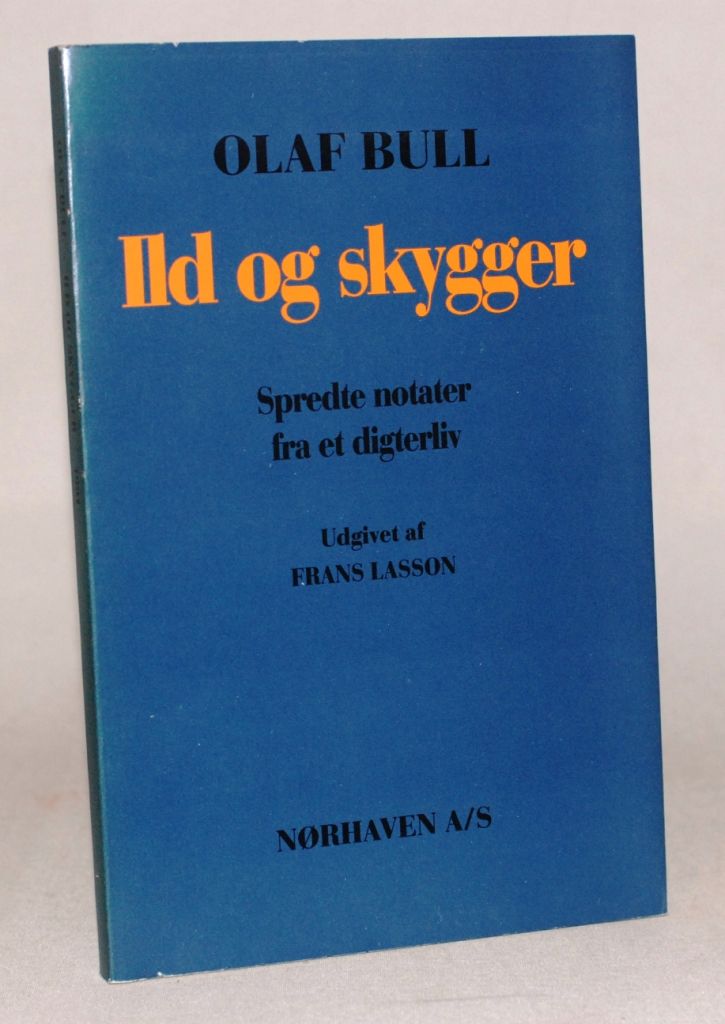 OLAF BULL
Ild og skygger
Spredte notater
fra et digterliv
Udgivet af
FRANS LASSON
NØRHAVEN A/S